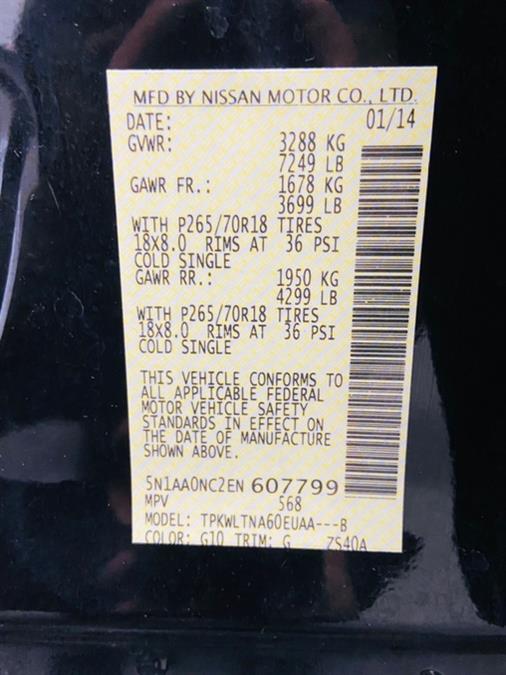 MFD BY NISSAN MOTOR CO., LTD.
DATE: 01/14
GVWR: 3288 KG
7249 LB
GAWR FR.: 1678 KG
3699 LB
WITH P265/70R18 TIRES
18X8.0 RIMS AT 36 PSI
COLD SINGLE
GAWR RR.: 1950 KG
4299 LB
WITH P265/70R18 TIRES
18X8.0 RIMS AT 36 PSI
COLD SINGLE
THIS VEHICLE CONFORMS TO
ALL APPLICABLE FEDERAL
MOTOR VEHICLE SAFETY
STANDARDS IN EFFECT ON
THE DATE OF MANUFACTURE
SHOWN ABOVE.
5N1AA0NC2EN 607799
MPV 568
MODEL: TPKWLTNA60EUAA---B
COLOR: G10 TRIM: G ZS40A